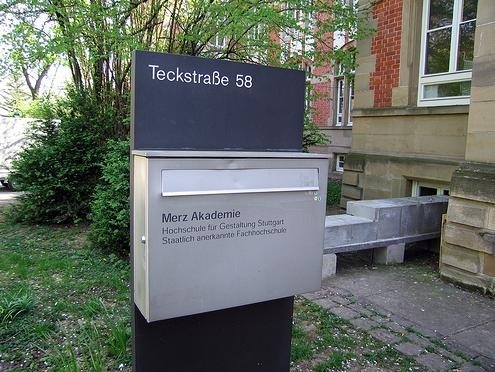 Teckstraße 58
Merz Akademie
Hochschule für Gestaltung Stuttgart
Staatlich anerkannte Fachhochschule